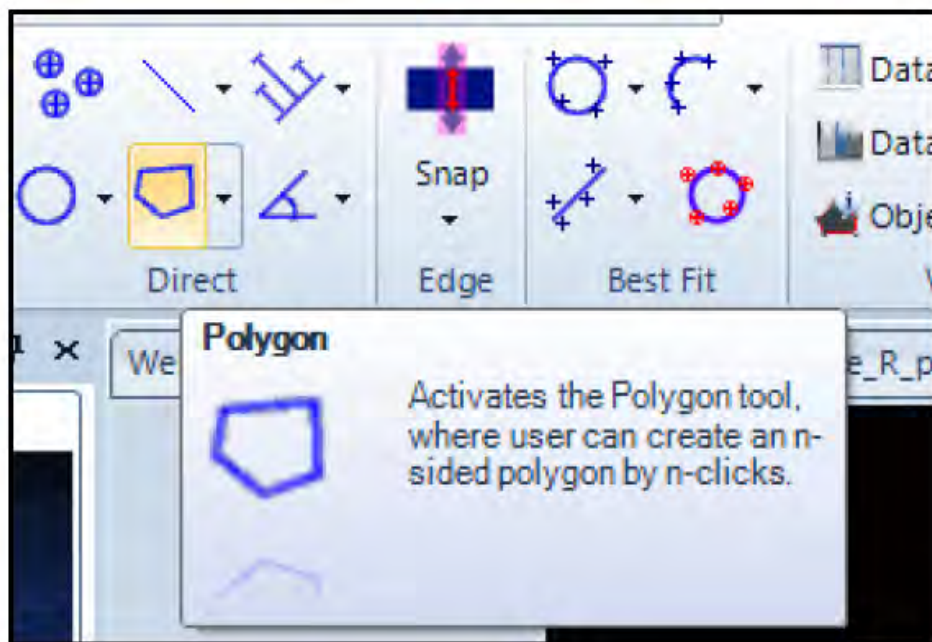 Data
Snap
Data
Obje
Direct
Edge
Best Fit
We
e_R_p
Polygon
Activates the Polygon tool,
where user can create an n-
sided polygon by n-clicks.